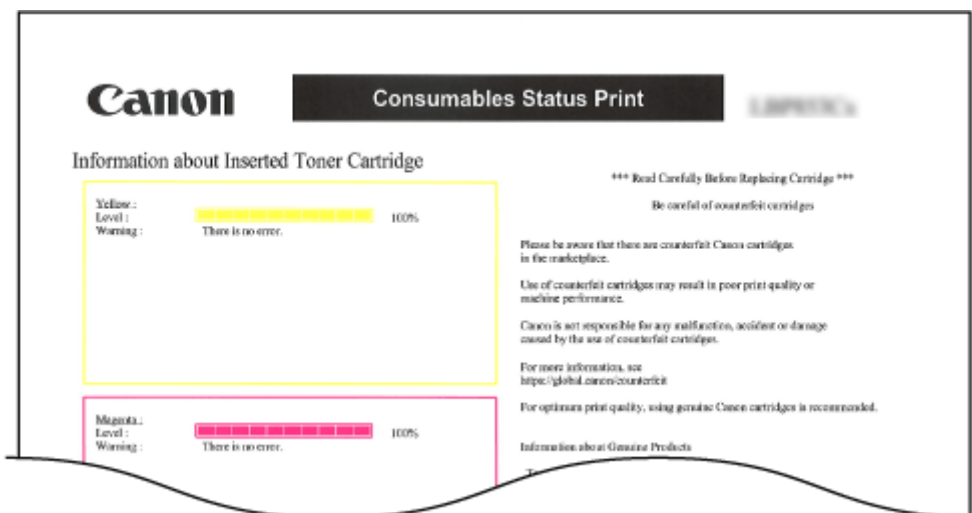 Canon
Consumables Status Print
Information about Inserted Toner Cartridge
Yellow :
Level : 100%
Warning : There is no error.
Magenta :
Level : 100%
Warning : There is no error.
*** Read Carefully Before Replacing Cartridge ***
Be careful of counterfeit cartridges
Please be aware that there are counterfeit Canon cartridges
in the marketplace.
Use of counterfeit cartridges may result in poor print quality or
machine performance.
Canon is not responsible for any malfunction, accident or damage
caused by the use of counterfeit cartridges.
For more information, see
https://global.canon/counterfeit
For optimum print quality, using genuine Canon cartridges is recommended.
Information about Genuine Products